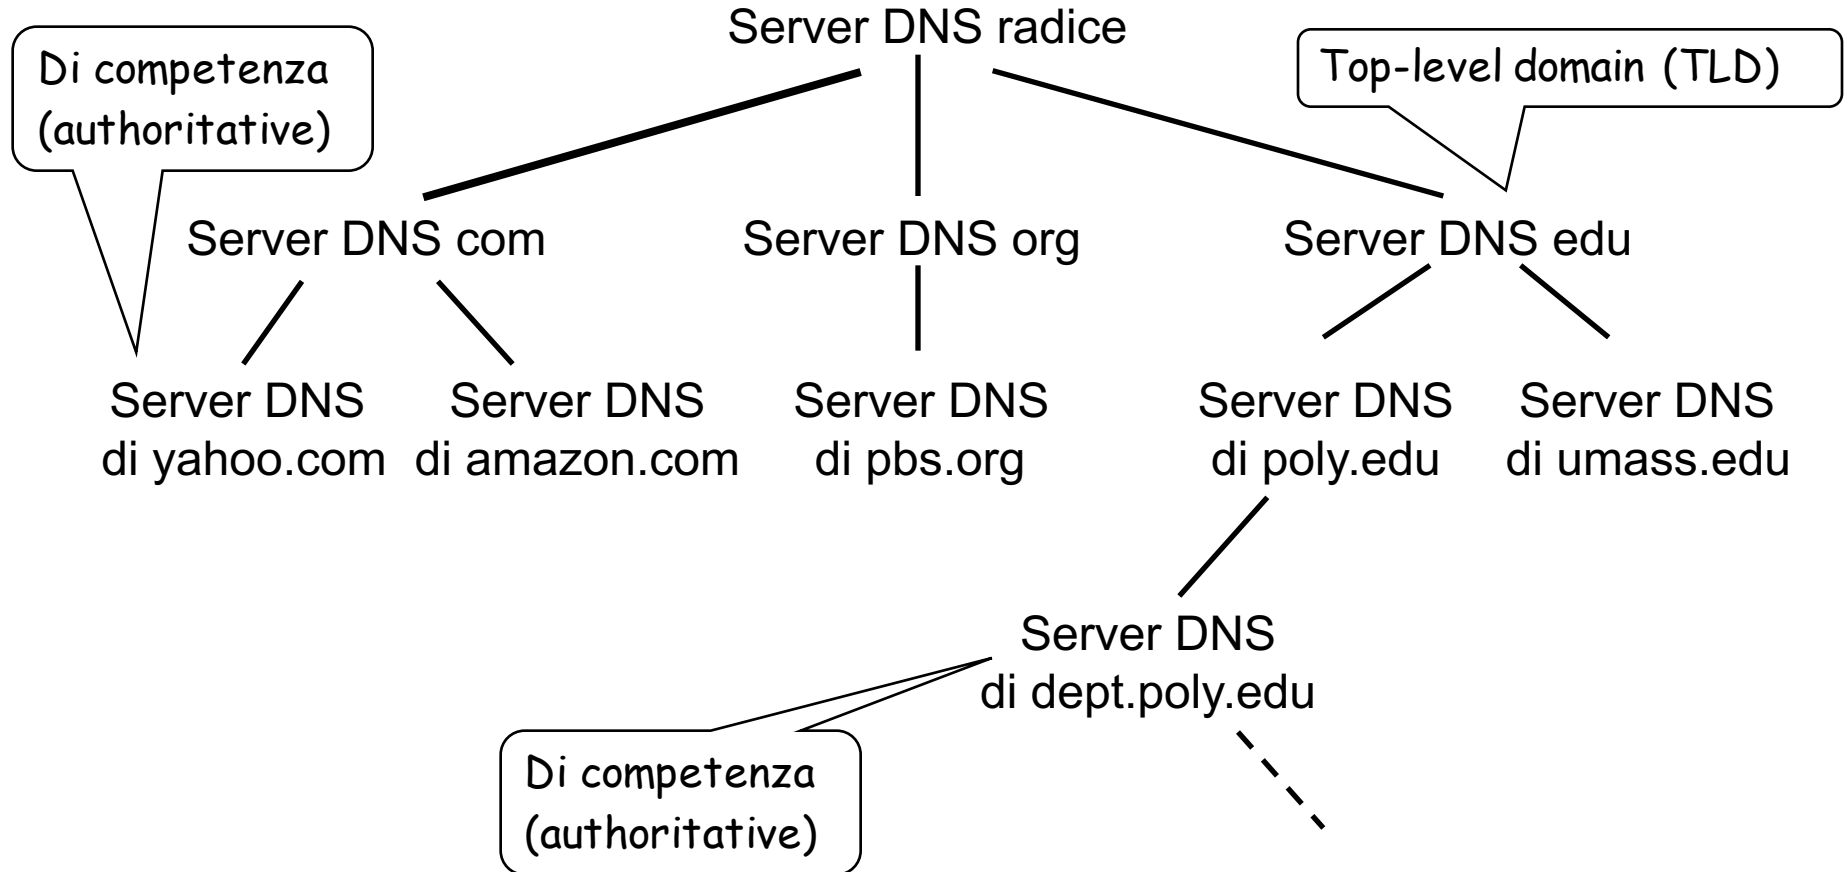 Server DNS radice
Di competenza
(authoritative)
Top-level domain (TLD)
Server DNS com
Server DNS org
Server DNS edu
Server DNS
di yahoo.com
Server DNS
di amazon.com
Server DNS
di pbs.org
Server DNS
di poly.edu
Server DNS
di umass.edu
Server DNS
di dept.poly.edu
Di competenza
(authoritative)